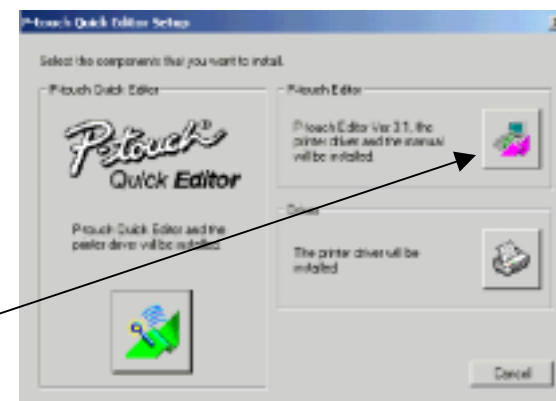 P-touch Quick Editor Setup
Select the components that you want to install.
P-touch Quick Editor
P-touch
Quick Editor
P-touch Quick Editor and the
printer driver will be installed.
P-touch Editor
P-touch Editor Ver 3.1, the
printer driver and the manual
will be installed.
Driver
The printer driver will be
installed
Cancel